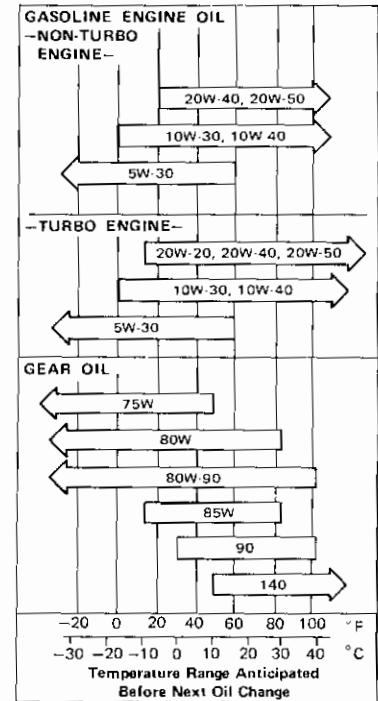 GASOLINE ENGINE OIL
—NON-TURBO
ENGINE—
20W-40, 20W-50
10W-30, 10W 40
5W-30
—TURBO ENGINE—
20W-20, 20W-40, 20W-50
10W-30, 10W-40
5W-30
GEAR OIL
75W
80W
80W-90
85W
90
140
−20 0 20 40 60 80 100 °F
−30 −20 −10 0 10 20 30 40 °C
Temperature Range Anticipated
Before Next Oil Change